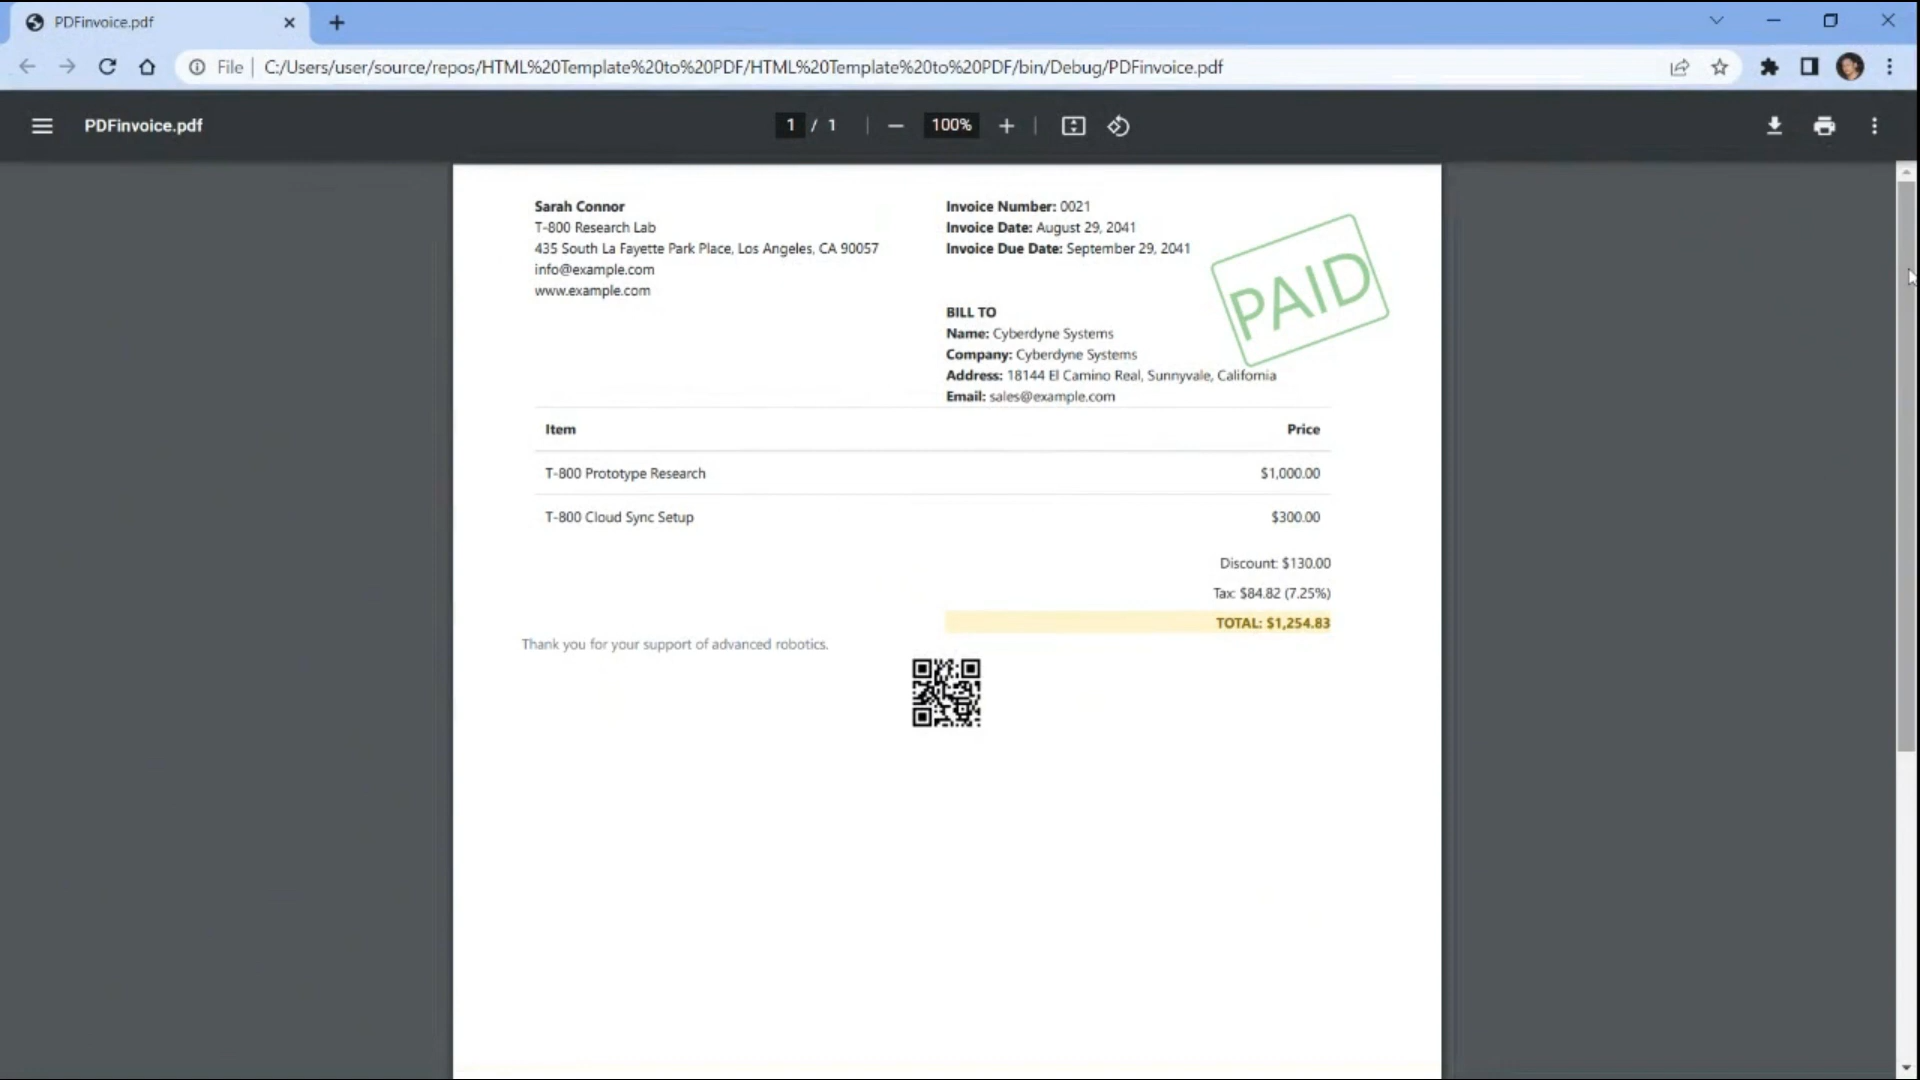 PDFinvoice.pdf
File
C:/Users/user/source/repos/HTML%20Template%20to%20PDF/HTML%20Template%20to%20PDF/bin/Debug/PDFinvoice.pdf
PDFinvoice.pdf
1 / 1
100%
Sarah Connor
T-800 Research Lab
435 South La Fayette Park Place, Los Angeles, CA 90057
info@example.com
www.example.com
Invoice Number: 0021
Invoice Date: August 29, 2041
Invoice Due Date: September 29, 2041
PAID
BILL TO
Name: Cyberdyne Systems
Company: Cyberdyne Systems
Address: 18144 El Camino Real, Sunnyvale, California
Email: sales@example.com
Item Price
T-800 Prototype Research $1,000.00
T-800 Cloud Sync Setup $300.00
Discount: $130.00
Tax: $84.82 (7.25%)
TOTAL: $1,254.83
Thank you for your support of advanced robotics.